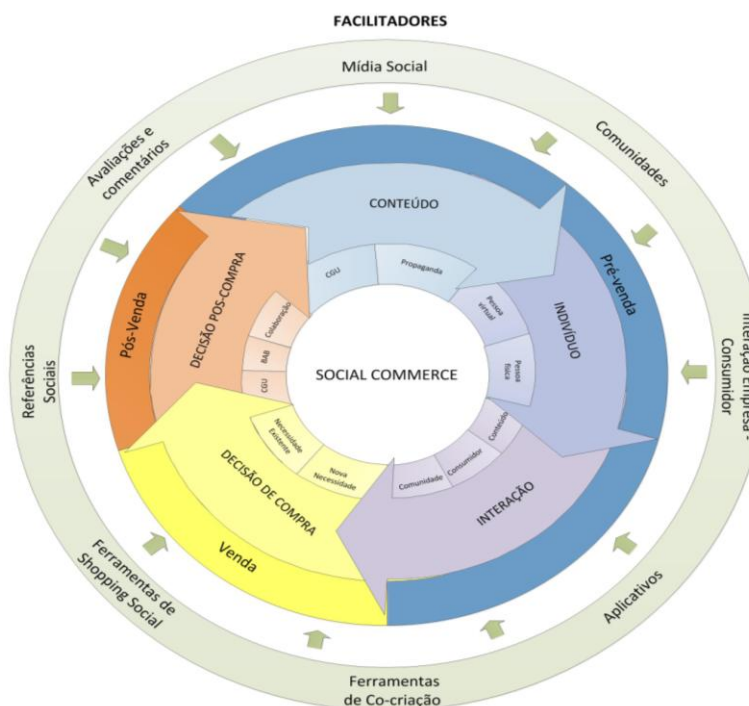 FACILITADORES
Mídia Social
Comunidades
Interação Empresa -
Consumidor
Aplicativos
Ferramentas
de Co-criação
Ferramentas de
Shopping Social
Referências
Sociais
Avaliações e
comentários
Pré-venda
Venda
Pós-Venda
CONTEÚDO
CGU
Propaganda
INDIVÍDUO
Pessoa
virtual
Pessoa
física
INTERAÇÃO
Conteúdo
Consumidor
Comunidade
DECISÃO DE COMPRA
Nova
Necessidade
Necessidade
Existente
DECISÃO POS-COMPRA
CGU
BAB
Colaboração
SOCIAL COMMERCE